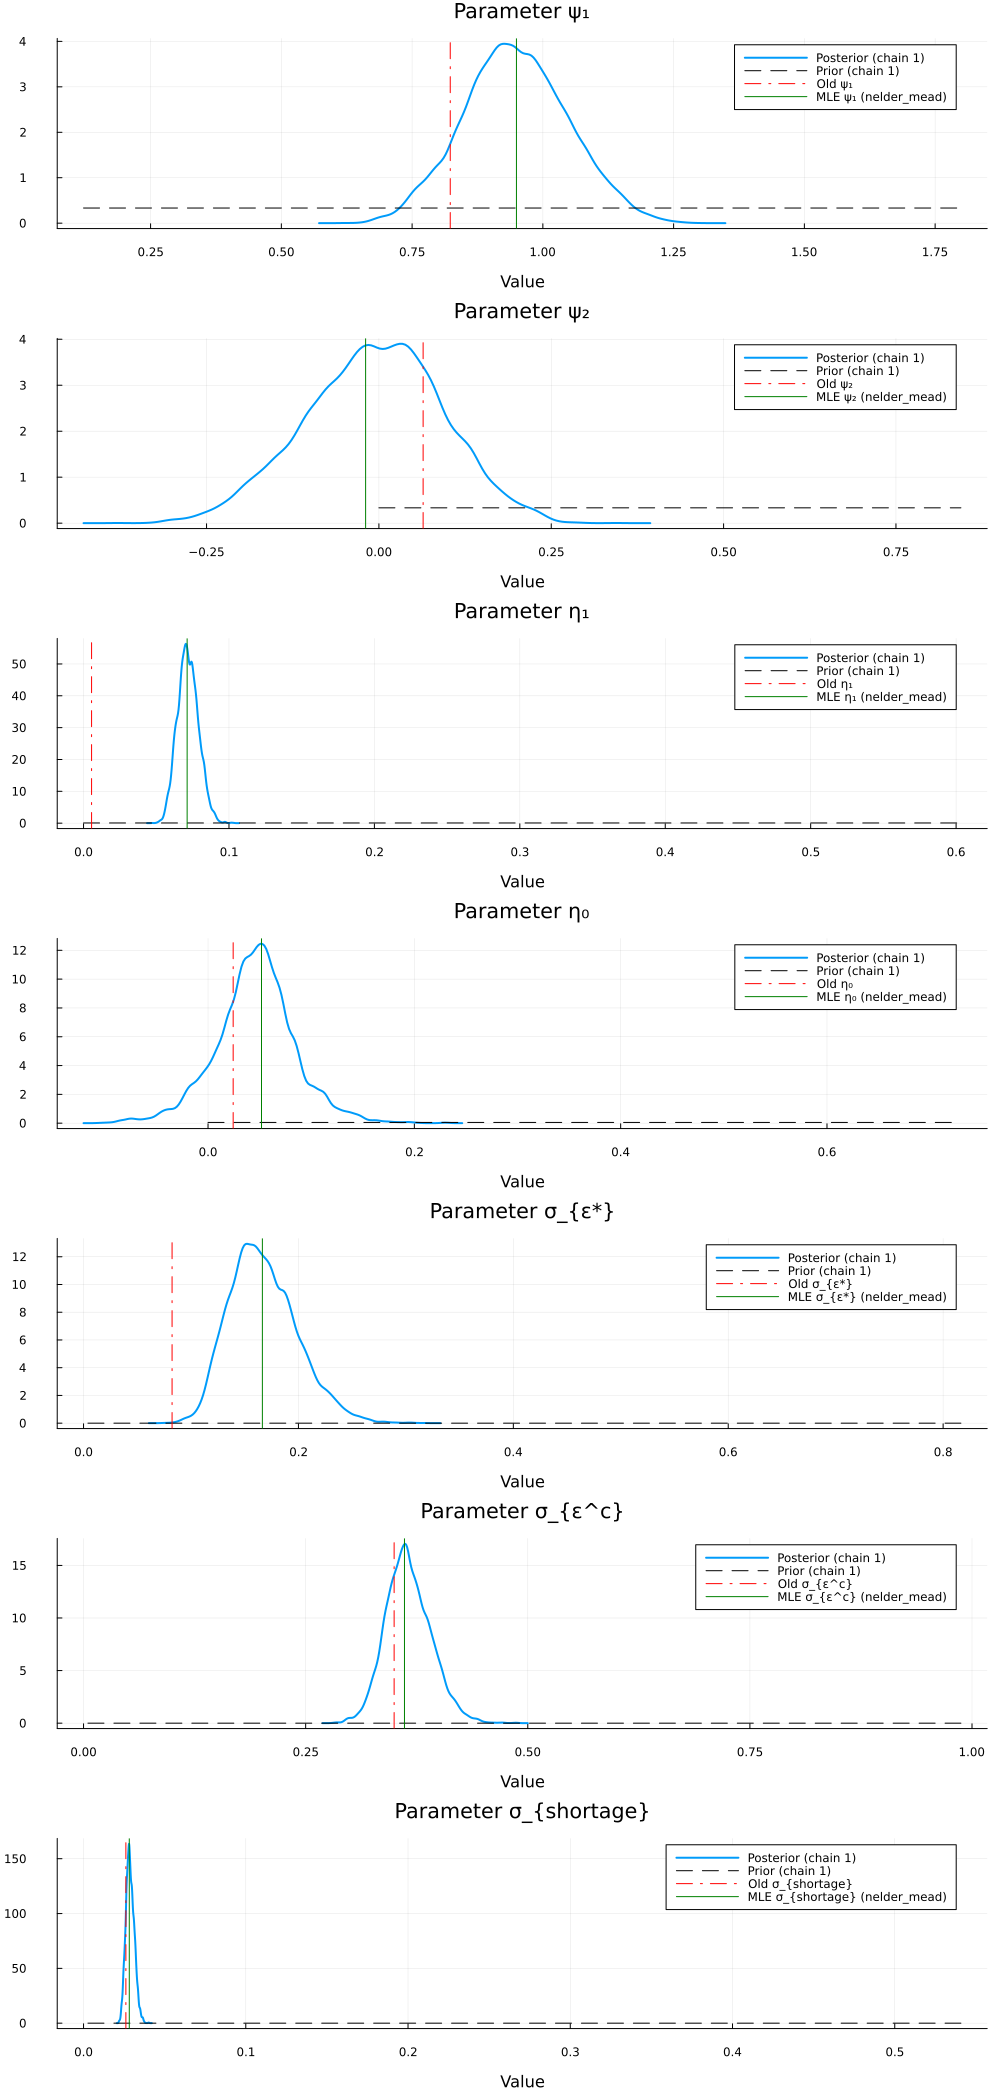 Parameter ψ₁
4
3
2
1
0
Posterior (chain 1)
Prior (chain 1)
Old ψ₁
MLE ψ₁ (nelder_mead)
0.25 0.50 0.75 1.00 1.25 1.50 1.75
Value
Parameter ψ₂
4
3
2
1
0
Posterior (chain 1)
Prior (chain 1)
Old ψ₂
MLE ψ₂ (nelder_mead)
−0.25 0.00 0.25 0.50 0.75
Value
Parameter η₁
50
40
30
20
10
0
Posterior (chain 1)
Prior (chain 1)
Old η₁
MLE η₁ (nelder_mead)
0.0 0.1 0.2 0.3 0.4 0.5 0.6
Value
Parameter η₀
12
10
8
6
4
2
0
Posterior (chain 1)
Prior (chain 1)
Old η₀
MLE η₀ (nelder_mead)
0.0 0.2 0.4 0.6
Value
Parameter σ_{ε*}
12
10
8
6
4
2
0
Posterior (chain 1)
Prior (chain 1)
Old σ_{ε*}
MLE σ_{ε*} (nelder_mead)
0.0 0.2 0.4 0.6 0.8
Value
Parameter σ_{ε^c}
15
10
5
0
Posterior (chain 1)
Prior (chain 1)
Old σ_{ε^c}
MLE σ_{ε^c} (nelder_mead)
0.00 0.25 0.50 0.75 1.00
Value
Parameter σ_{shortage}
150
100
50
0
Posterior (chain 1)
Prior (chain 1)
Old σ_{shortage}
MLE σ_{shortage} (nelder_mead)
0.0 0.1 0.2 0.3 0.4 0.5
Value